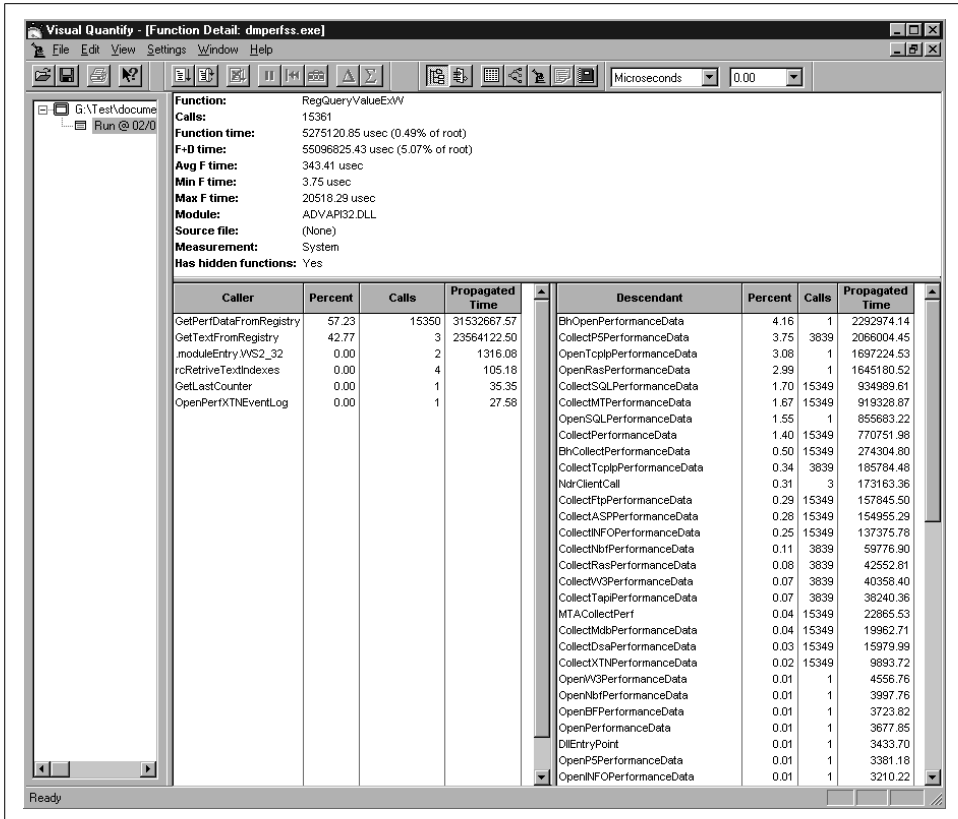 Visual Quantify - [Function Detail: dmperfss.exe]
File Edit View Settings Window Help
Microseconds 0.00
G:\Test\docume
Run @ 02/0
Function: RegQueryValueExW
Calls: 15361
Function time: 5275120.85 usec (0.49% of root)
F+D time: 55096825.43 usec (5.07% of root)
Avg F time: 343.41 usec
Min F time: 3.75 usec
Max F time: 20518.29 usec
Module: ADVAPI32.DLL
Source file: (None)
Measurement: System
Has hidden functions: Yes
Caller Percent Calls Propagated Time
GetPerfDataFromRegistry 57.23 15350 31532667.57
GetTextFromRegistry 42.77 3 23564122.50
.moduleEntry.WS2_32 0.00 2 1316.08
rcRetriveTextIndexes 0.00 4 105.18
GetLastCounter 0.00 1 35.35
OpenPerfXTNEventLog 0.00 1 27.58
Descendant Percent Calls Propagated Time
BhOpenPerformanceData 4.16 1 2292974.14
CollectP5PerformanceData 3.75 3839 2066004.45
OpenTcpIpPerformanceData 3.08 1 1697224.53
OpenRasPerformanceData 2.99 1 1645180.52
CollectSQLPerformanceData 1.70 15349 934989.61
CollectMTPerformanceData 1.67 15349 919328.87
OpenSQLPerformanceData 1.55 1 855683.22
CollectPerformanceData 1.40 15349 770751.98
BhCollectPerformanceData 0.50 15349 274304.80
CollectTcpIpPerformanceData 0.34 3839 185784.48
NdrClientCall 0.31 3 173163.36
CollectFtpPerformanceData 0.29 15349 157845.50
CollectASPPerformanceData 0.28 15349 154955.29
CollectINFOPerformanceData 0.25 15349 137375.78
CollectNbfPerformanceData 0.11 3839 59776.90
CollectRasPerformanceData 0.08 3839 42552.81
CollectW3PerformanceData 0.07 3839 40358.40
CollectTapiPerformanceData 0.07 3839 38240.36
MTACollectPerf 0.04 15349 22865.53
CollectMdbPerformanceData 0.04 15349 19962.71
CollectDsaPerformanceData 0.03 15349 15979.99
CollectXTNPerformanceData 0.02 15349 9893.72
OpenW3PerformanceData 0.01 1 4556.76
OpenNbfPerformanceData 0.01 1 3997.76
OpenBFPerformanceData 0.01 1 3723.82
OpenPerformanceData 0.01 1 3677.85
DllEntryPoint 0.01 1 3433.70
OpenP5PerformanceData 0.01 1 3381.18
OpenINFOPerformanceData 0.01 1 3210.22
Ready